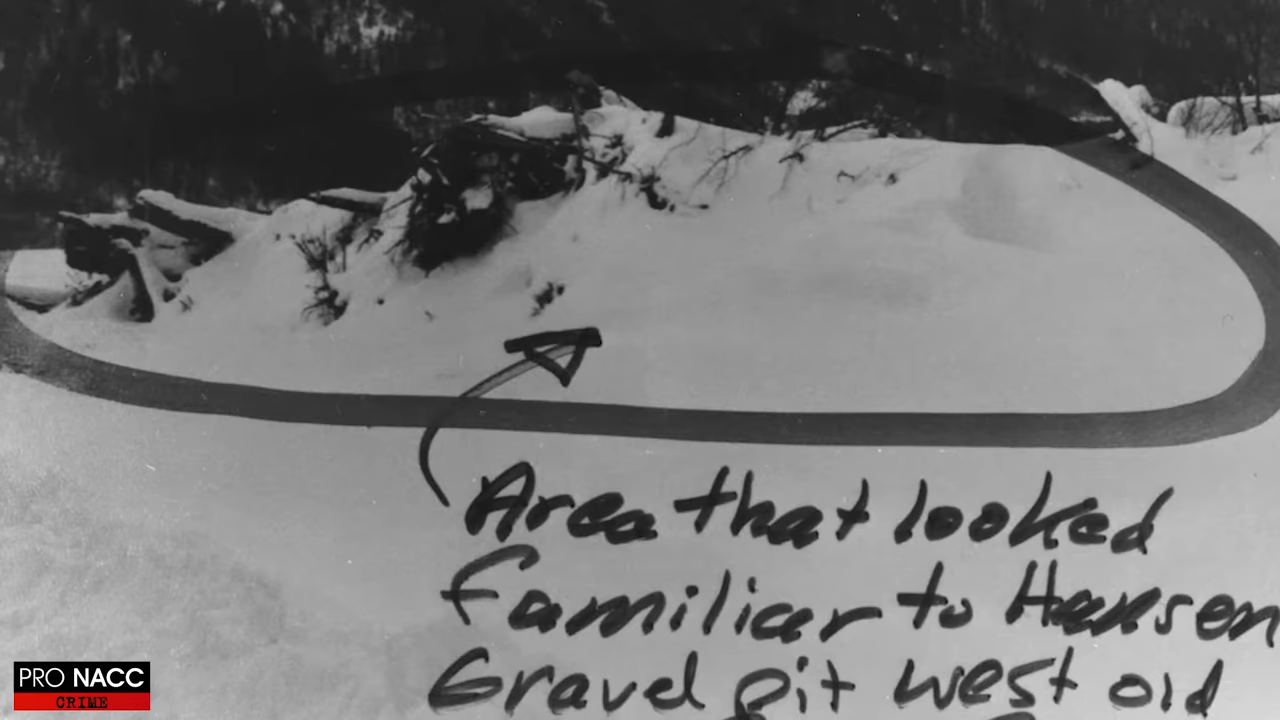 Area that looked
familiar to Hansen
Gravel pit west old
PRO NACC
CRIME